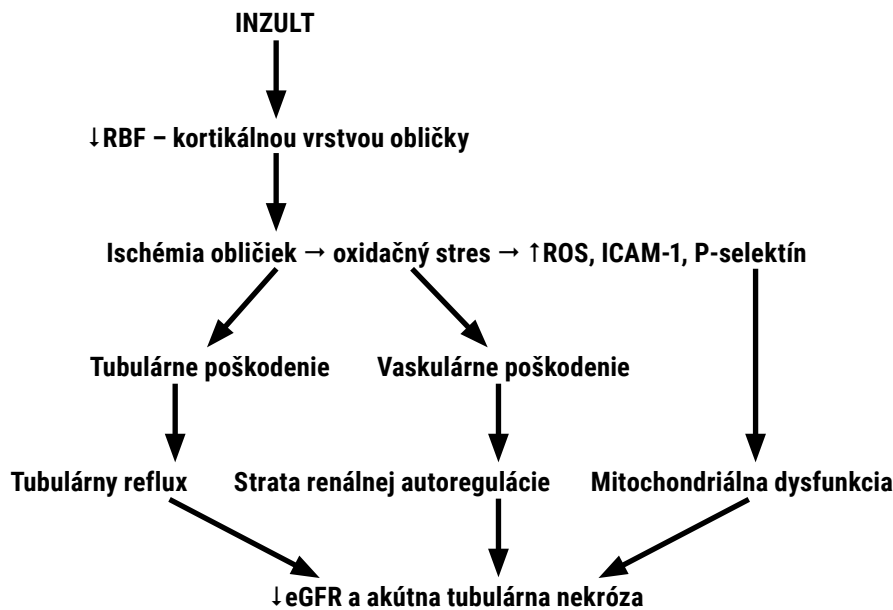 INZULT
↓RBF – kortikálnou vrstvou obličky
Ischémia obličiek → oxidačný stres → ↑ROS, ICAM-1, P-selektín
Tubulárne poškodenie
Vaskulárne poškodenie
Tubulárny reflux
Strata renálnej autoregulácie
Mitochondriálna dysfunkcia
↓eGFR a akútna tubulárna nekróza